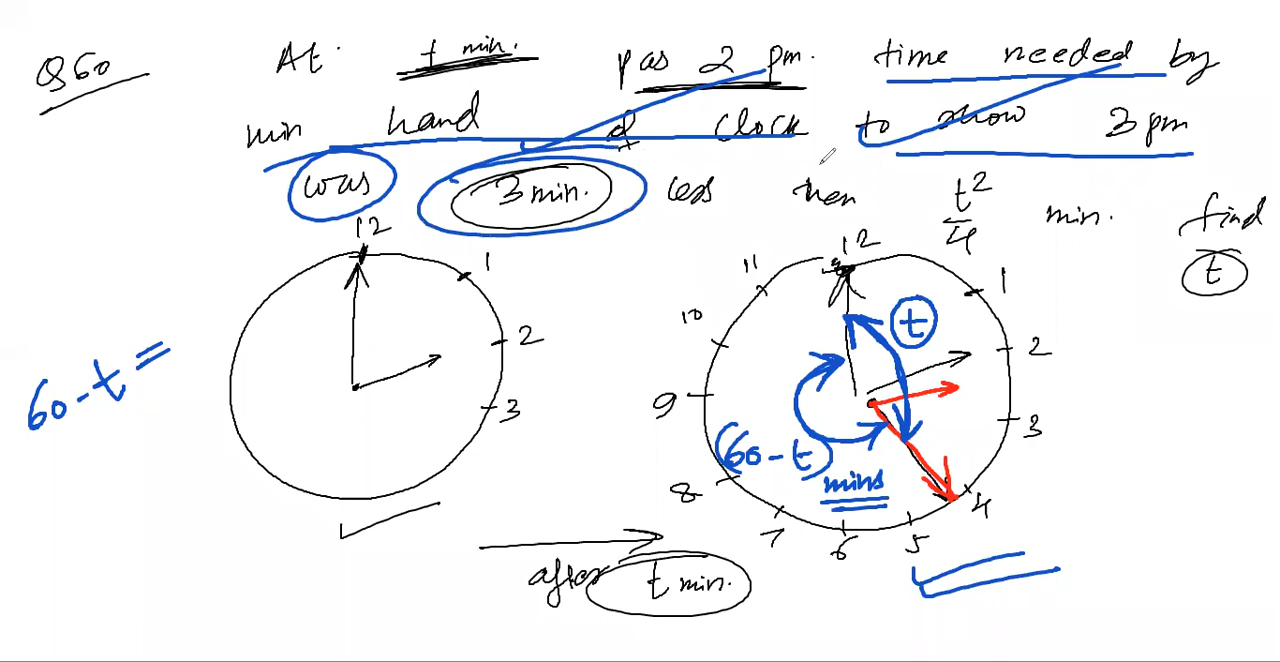 Q60 At t min. pas 2 pm. time needed by
min hand of clock to show 3 pm
was 3 min. less then t²/4 min. find t
12
1
2
3
12
1
2
3
4
5
6
7
8
9
10
11
t
(60-t)
mins
60-t=
after t min.